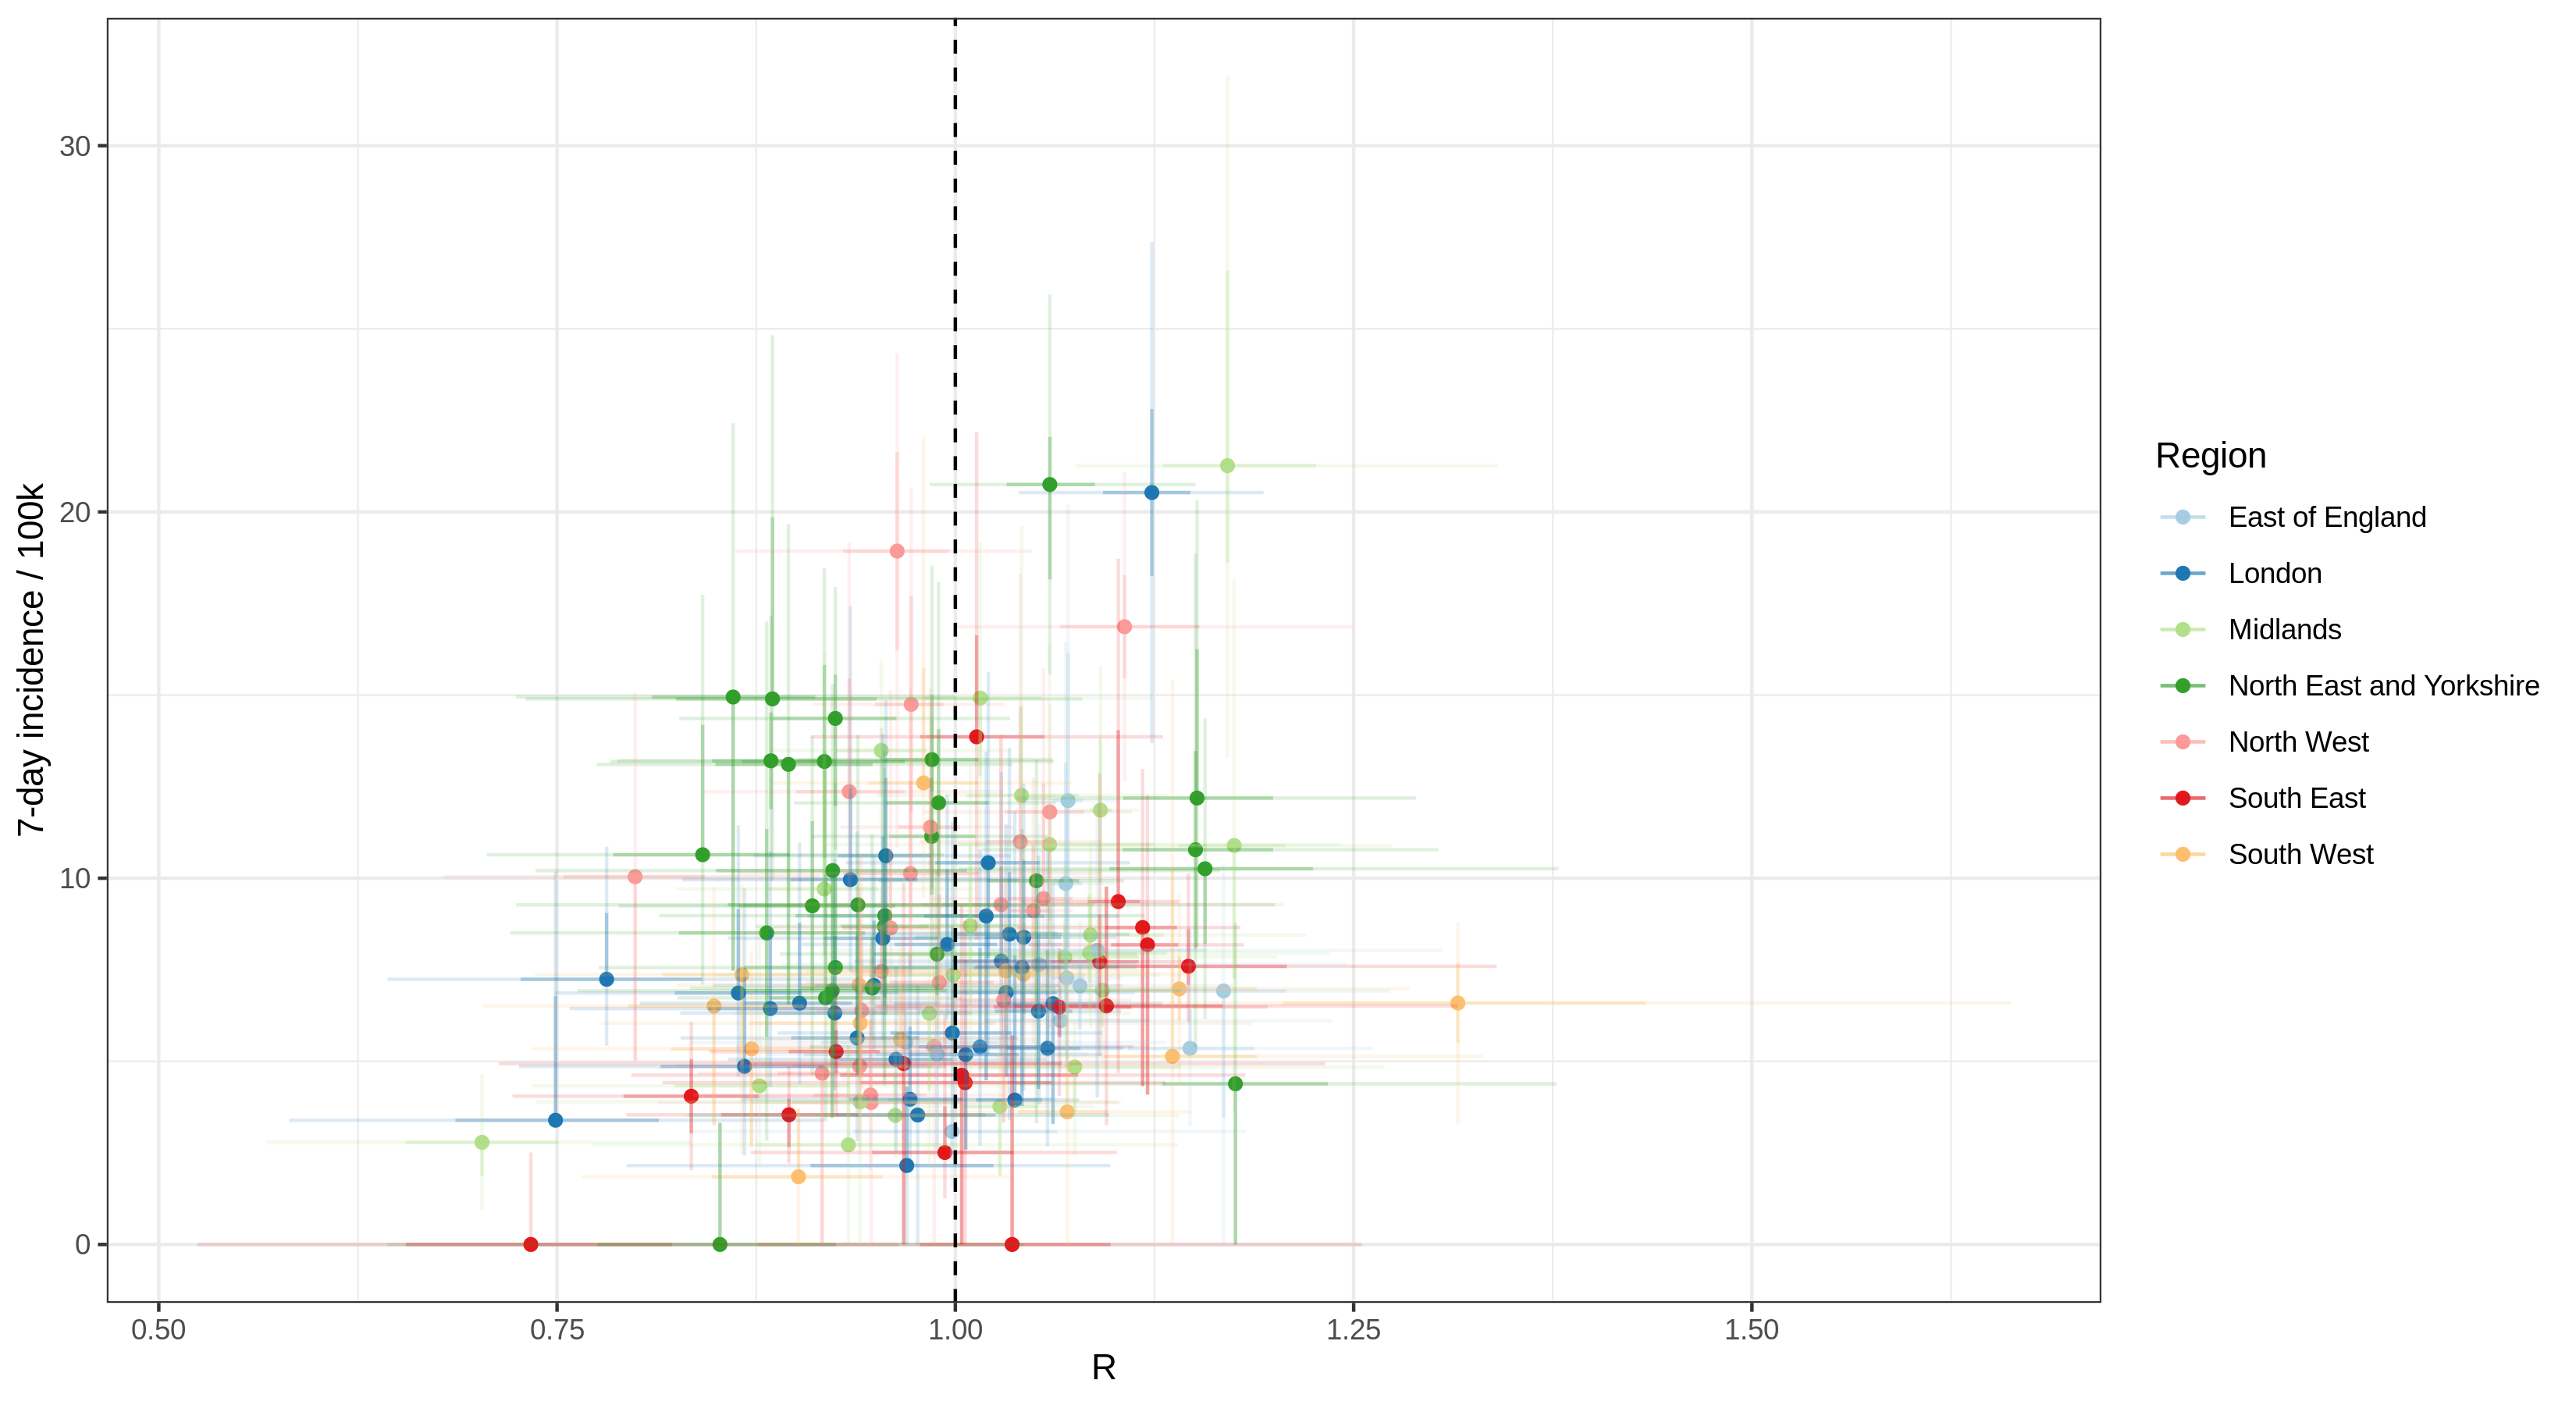 7-day incidence / 100k
30
20
10
0
0.50
0.75
1.00
1.25
1.50
R
Region
East of England
London
Midlands
North East and Yorkshire
North West
South East
South West